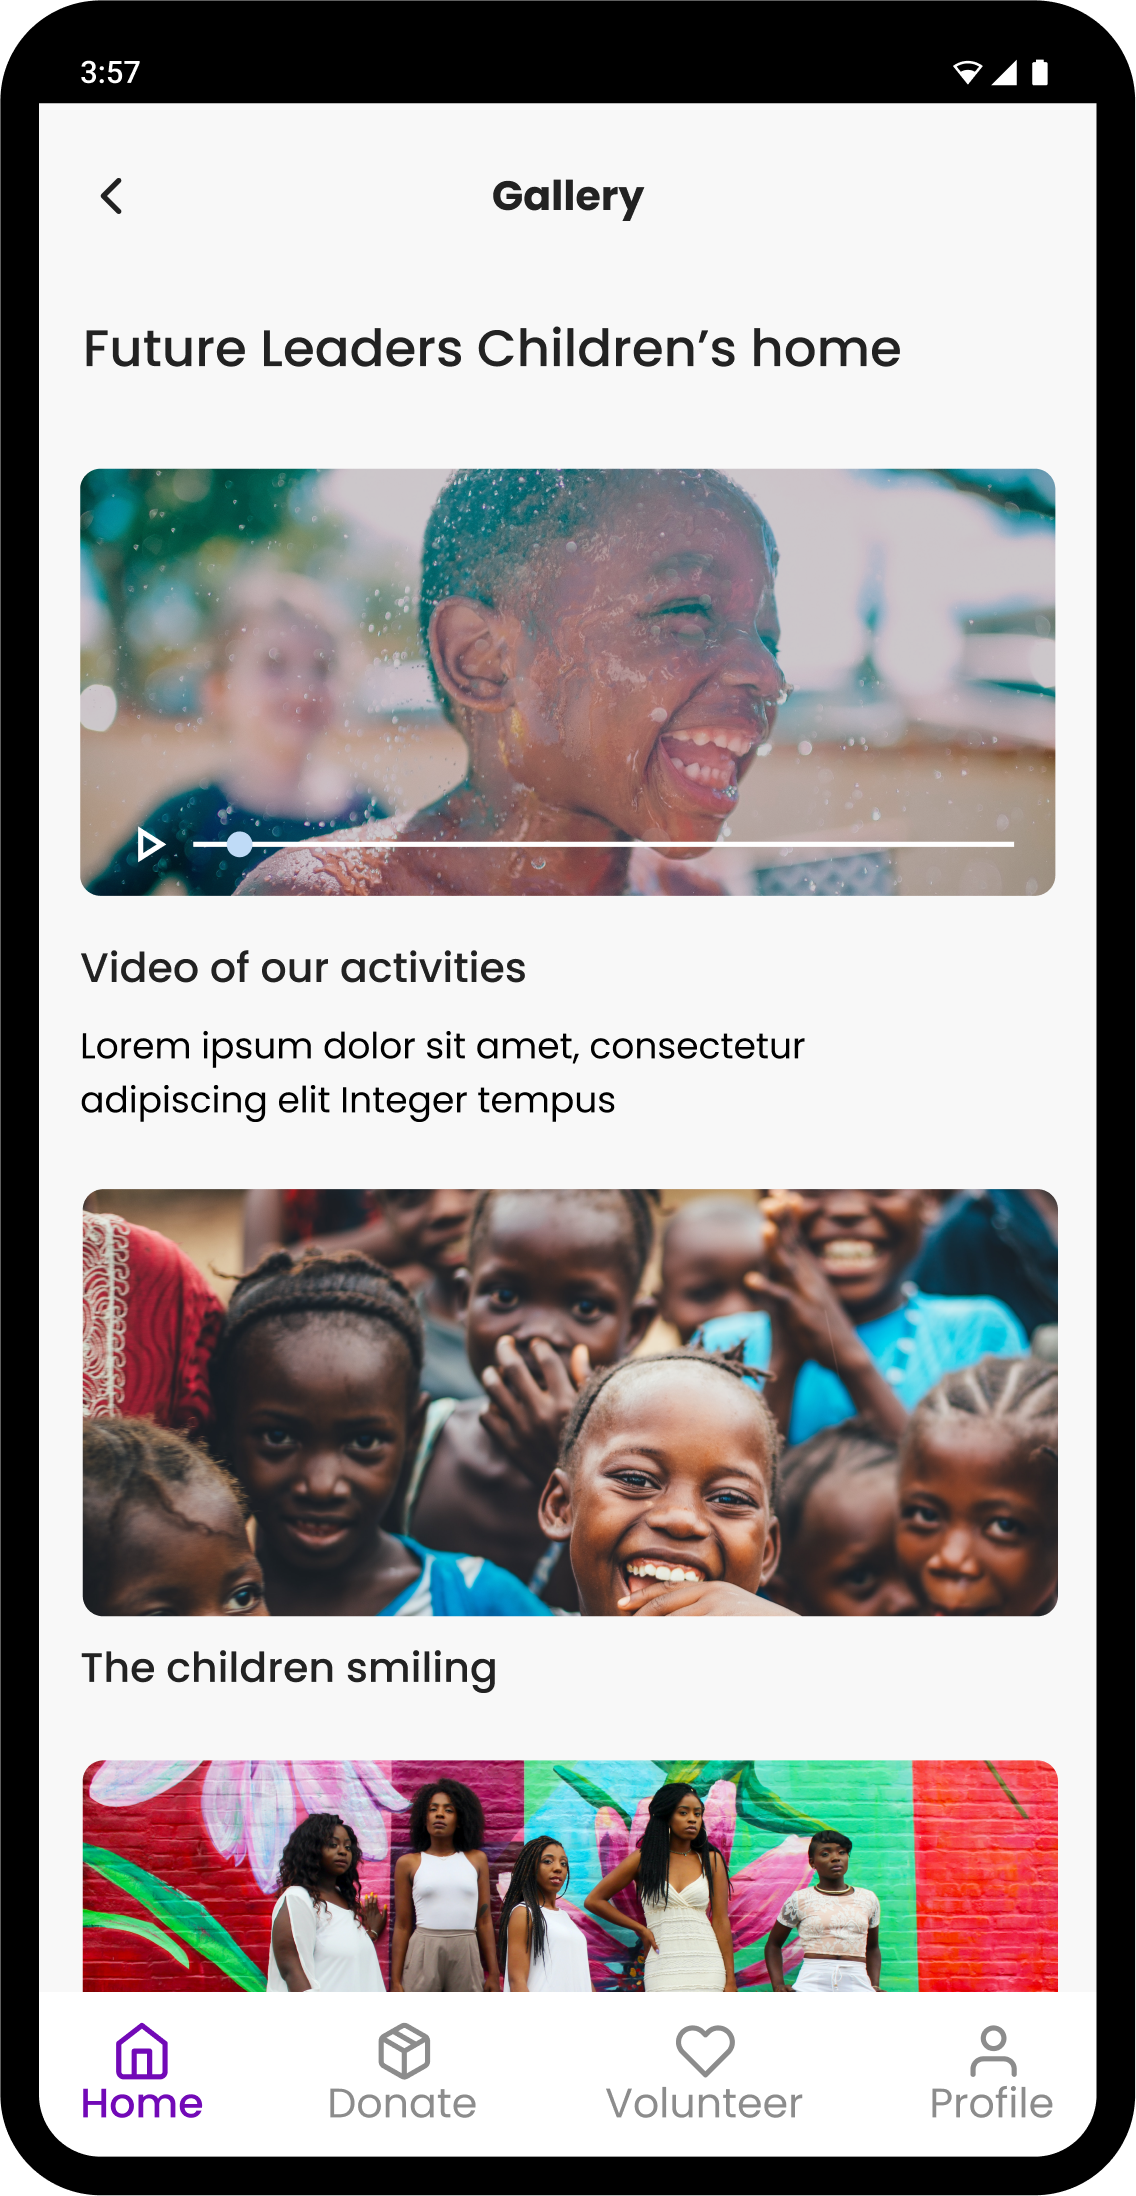 3:57
Gallery
Future Leaders Children’s home
Video of our activities
Lorem ipsum dolor sit amet, consectetur
adipiscing elit Integer tempus
The children smiling
Home Donate Volunteer Profile